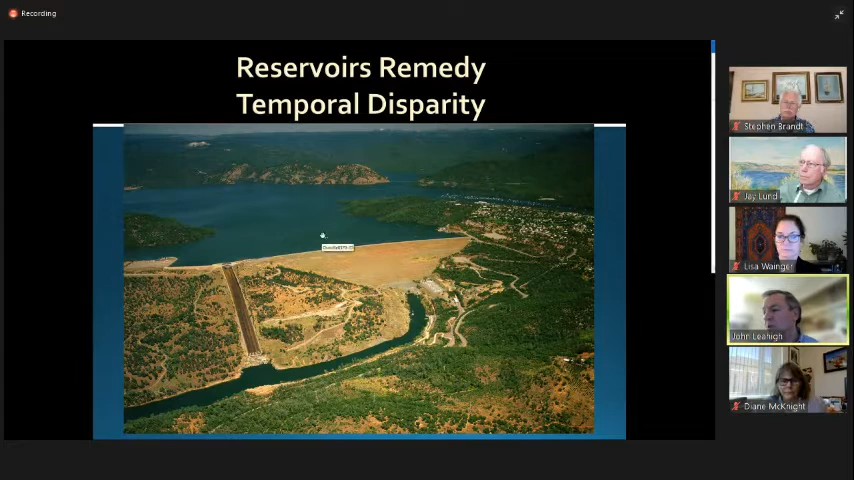 Recording
Reservoirs Remedy
Temporal Disparity
Stephen Brandt
Jay Lund
Lisa Wainger
John Leahigh
Diane McKnight